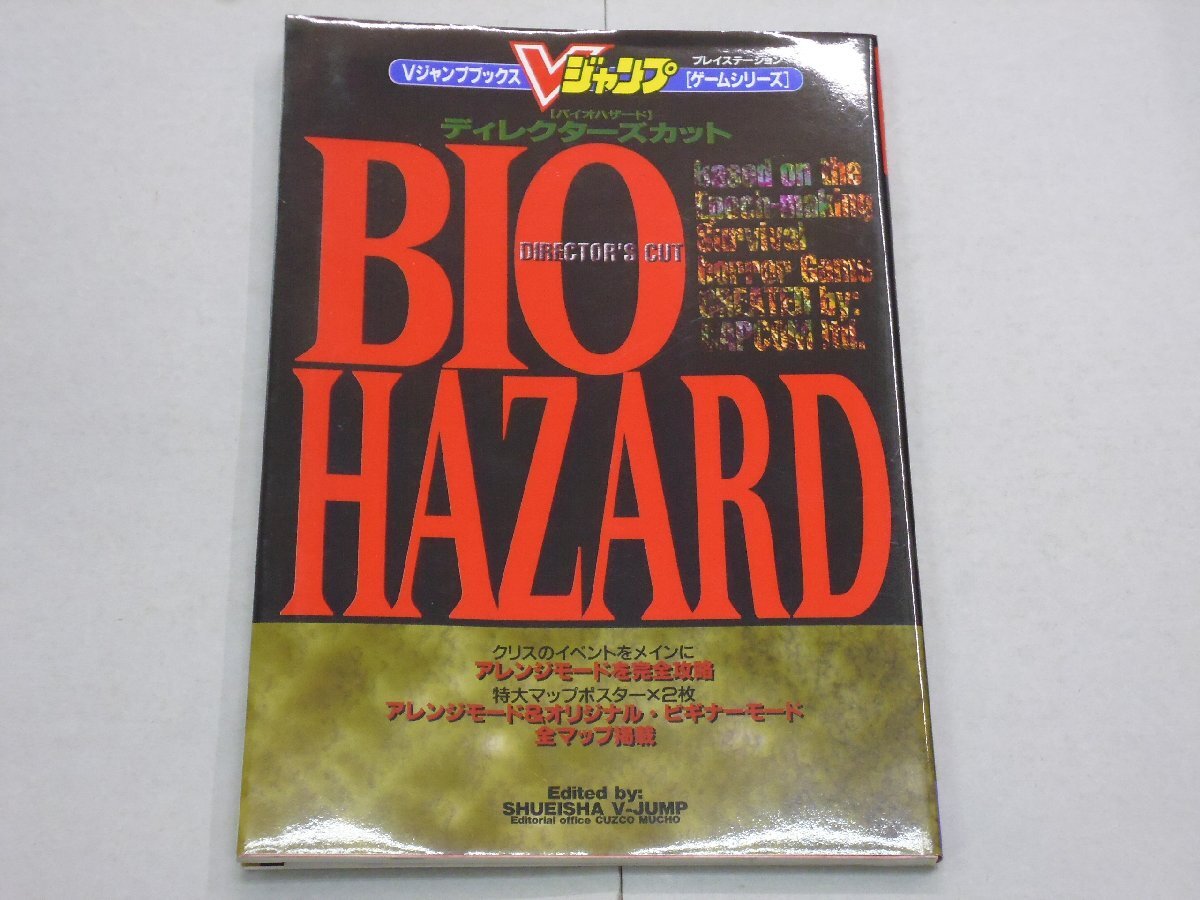 Vジャンプブックス
Vジャンプ
プレイステーション
[ゲームシリーズ]
[バイオハザード]
ディレクターズカット
BIO
DIRECTOR'S CUT
HAZARD
based on the
Epoch-making
Survival
horror Game
CREATED by:
CAPCOM ltd.
クリスのイベントをメインに
アレンジモードを完全攻略
特大マップポスター×2枚
アレンジモード&オリジナル・ビギナーモード
全マップ掲載
Edited by:
SHUEISHA V-JUMP
Editorial office CUZCO MUCHO